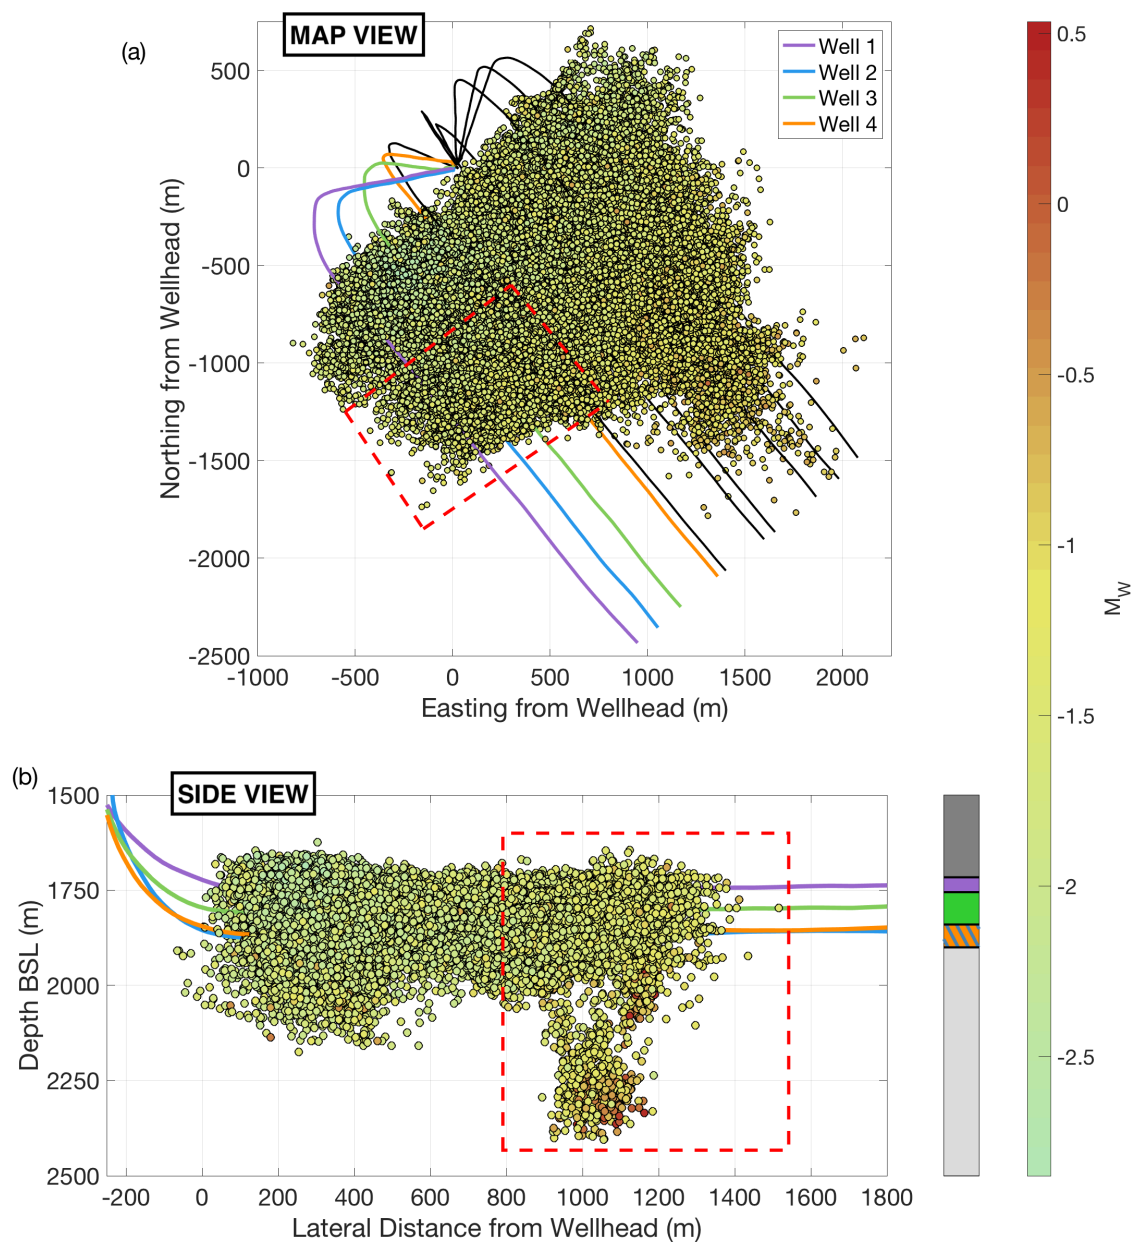 (a)
MAP VIEW
Well 1
Well 2
Well 3
Well 4
500
0
-500
-1000
-1500
-2000
-2500
Northing from Wellhead (m)
-1000 -500 0 500 1000 1500 2000
Easting from Wellhead (m)
0.5
0
-0.5
-1
-1.5
-2
-2.5
MW
(b)
SIDE VIEW
1500
1750
2000
2250
2500
Depth BSL (m)
-200 0 200 400 600 800 1000 1200 1400 1600 1800
Lateral Distance from Wellhead (m)